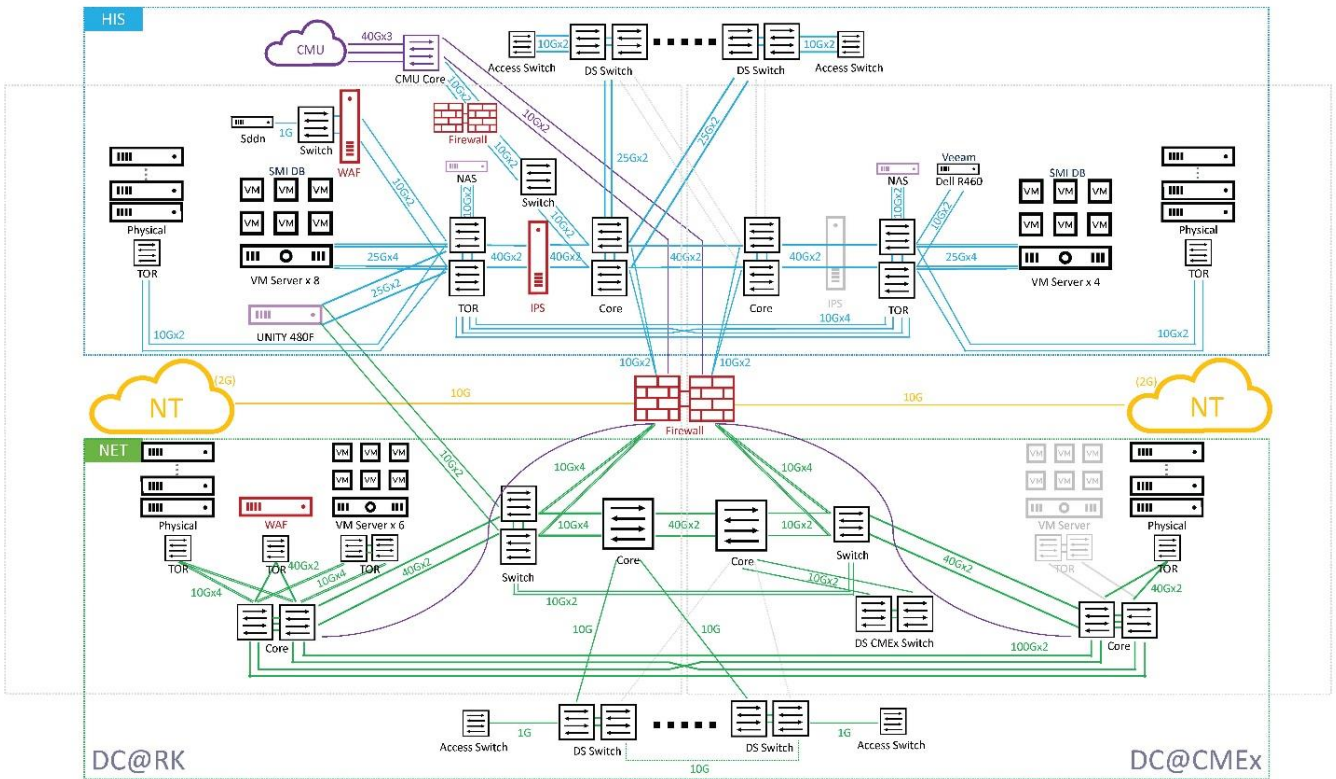 HIS
CMU
40Gx3
CMU Core
10Gx2
Access Switch
DS Switch
DS Switch
10Gx2
Access Switch
10Gx2
10Gx2
Firewall
10Gx2
Sddn
1G
Switch
WAF
10Gx2
25Gx2
25Gx2
NAS
10Gx2
Switch
10Gx2
Physical
TOR
SMI DB
VM VM VM
VM VM VM
VM Server x 8
25Gx4
25Gx2
UNITY 480F
10Gx2
40Gx2
40Gx2
TOR
IPS
Core
40Gx2
Core
40Gx2
IPS
TOR
NAS
10Gx2
Veeam
Dell R460
10Gx2
25Gx4
SMI DB
VM VM VM
VM VM VM
VM Server x 4
Physical
TOR
10Gx2
10Gx4
10Gx2
10Gx2
NT
(2G)
10G
Firewall
10G
(2G)
NT
NET
Physical
TOR
WAF
TOR
VM VM VM
VM VM VM
VM Server x 6
TOR
10Gx4
40Gx2
10Gx4
40Gx2
Core
10Gx2
Switch
10Gx4
10Gx4
Core
40Gx2
Core
10Gx4
10Gx2
Switch
10Gx2
10Gx2
DS CMEx Switch
40Gx2
VM VM VM
VM VM VM
VM Server
TOR
Physical
TOR
40Gx2
Core
100Gx2
10G
10G
Access Switch
1G
DS Switch
DS Switch
1G
Access Switch
10G
DC@RK
DC@CMEx